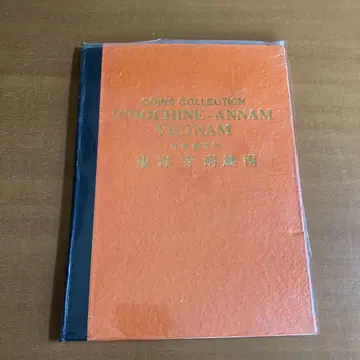 COINS COLLECTION
INDOCHINE - ANNAM
VIETNAM
南越南安洋東